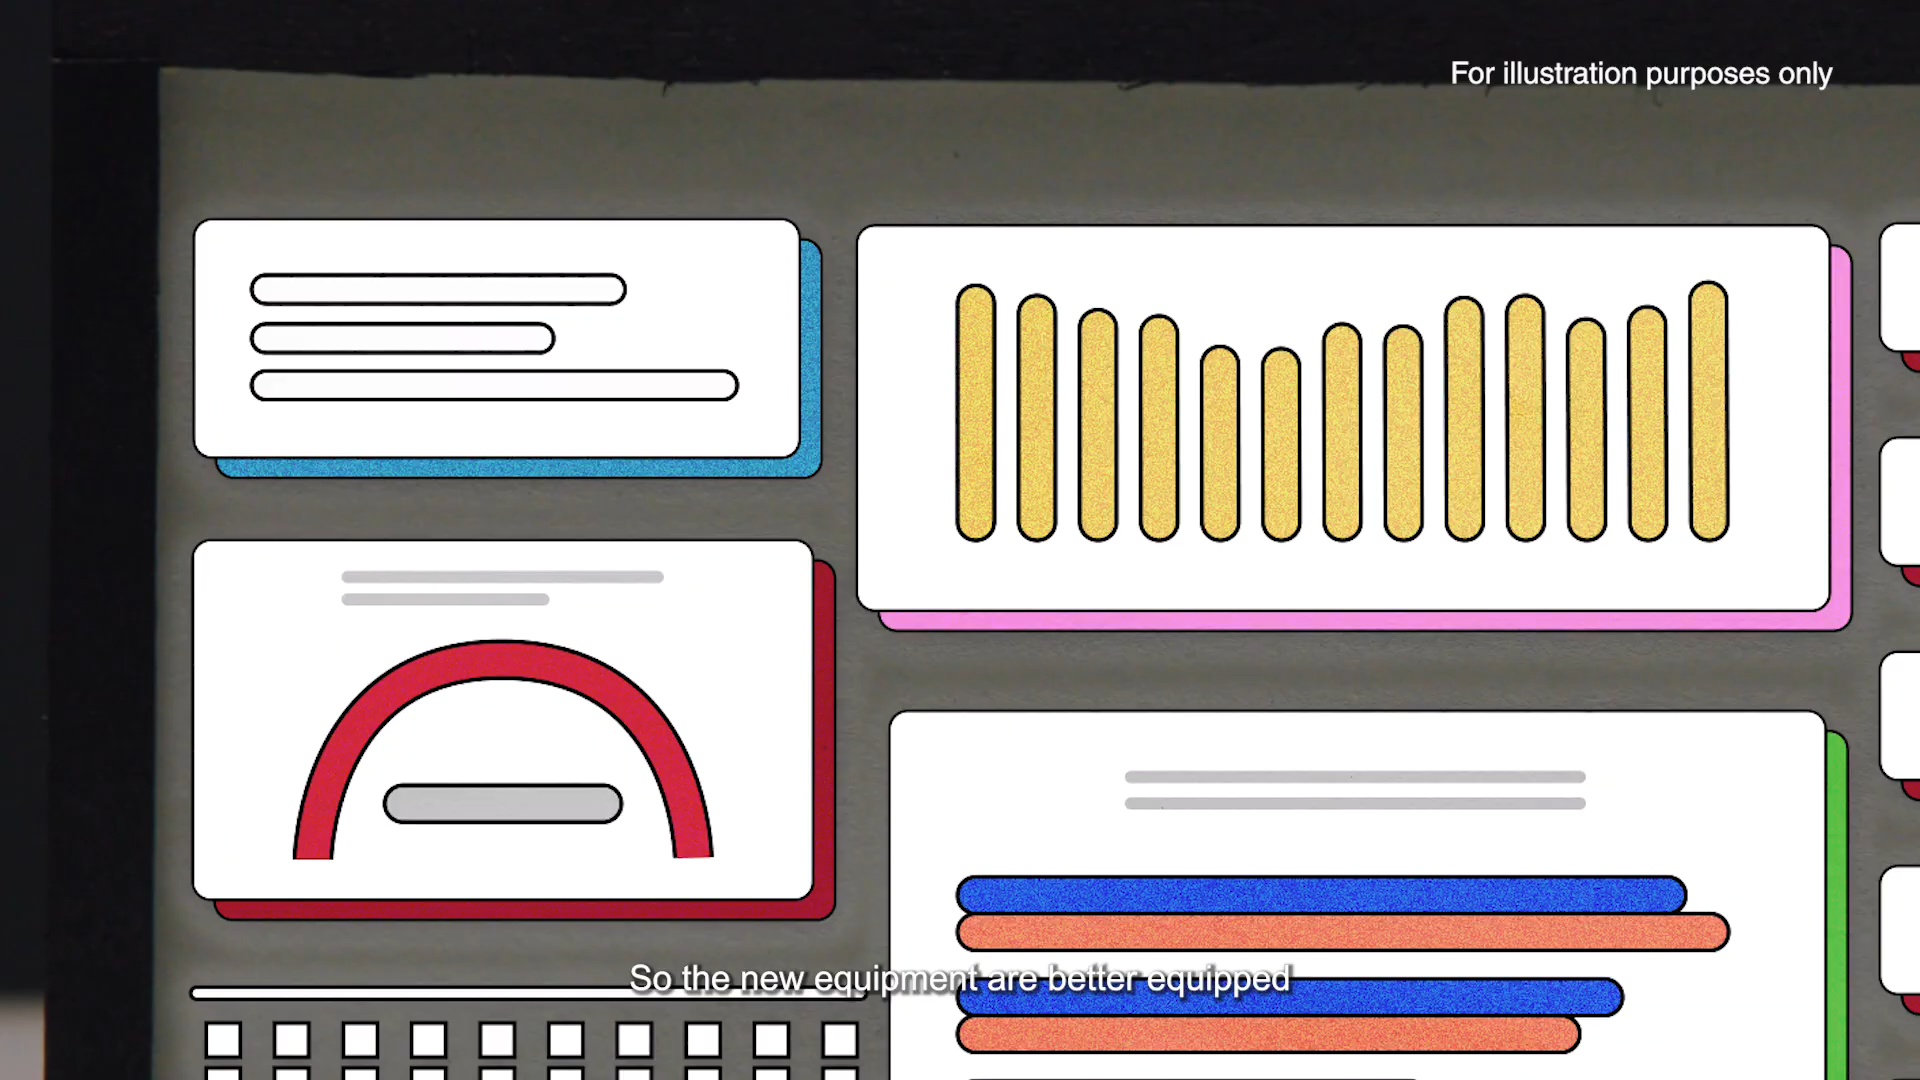 For illustration purposes only
So the new equipment are better equipped